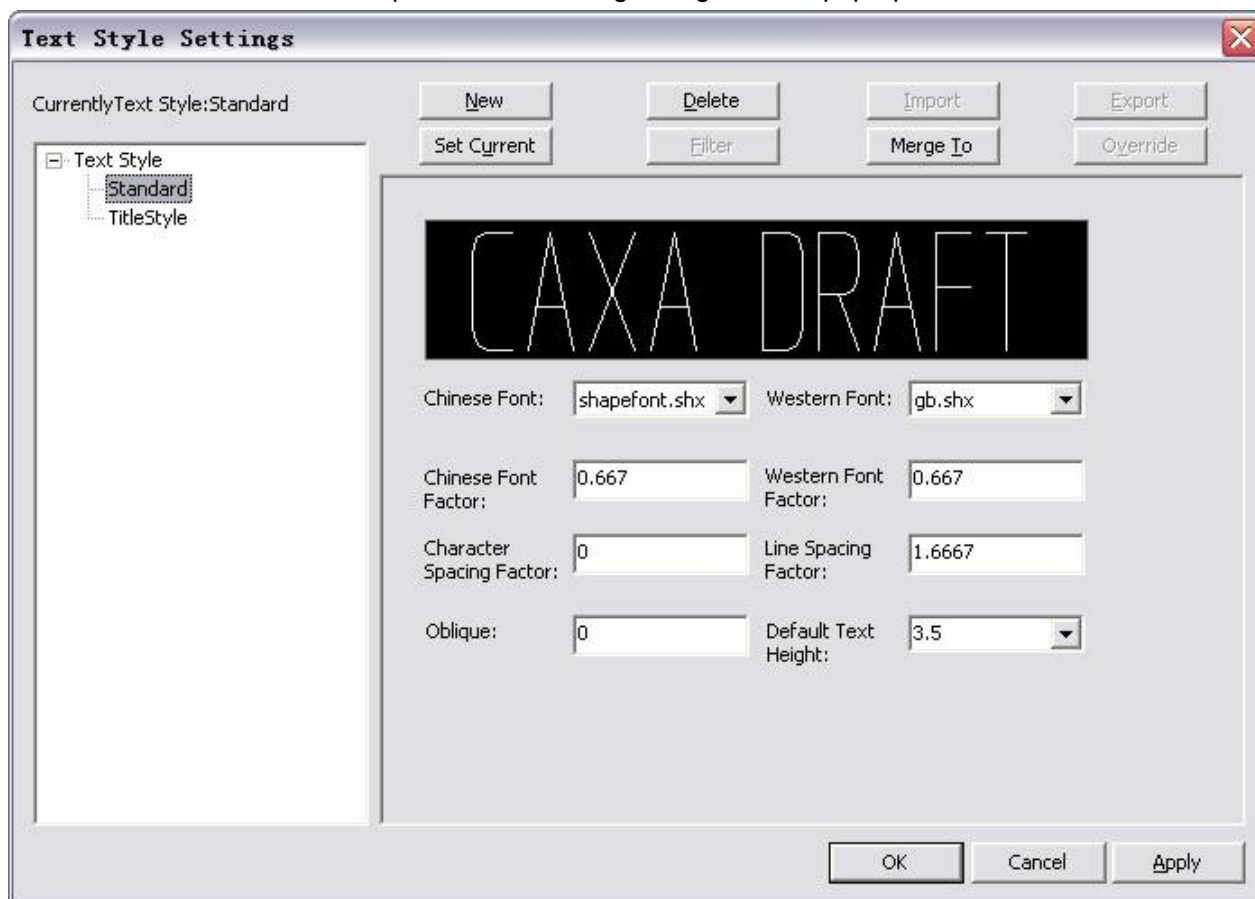 Text Style Settings
CurrentlyText Style:Standard
New Delete Import Export
Set Current Filter Merge To Override
Text Style
Standard
TitleStyle
CAXA DRAFT
Chinese Font: shapefont.shx Western Font: gb.shx
Chinese Font Factor: 0.667 Western Font Factor: 0.667
Character Spacing Factor: 0 Line Spacing Factor: 1.6667
Oblique: 0 Default Text Height: 3.5
OK Cancel Apply